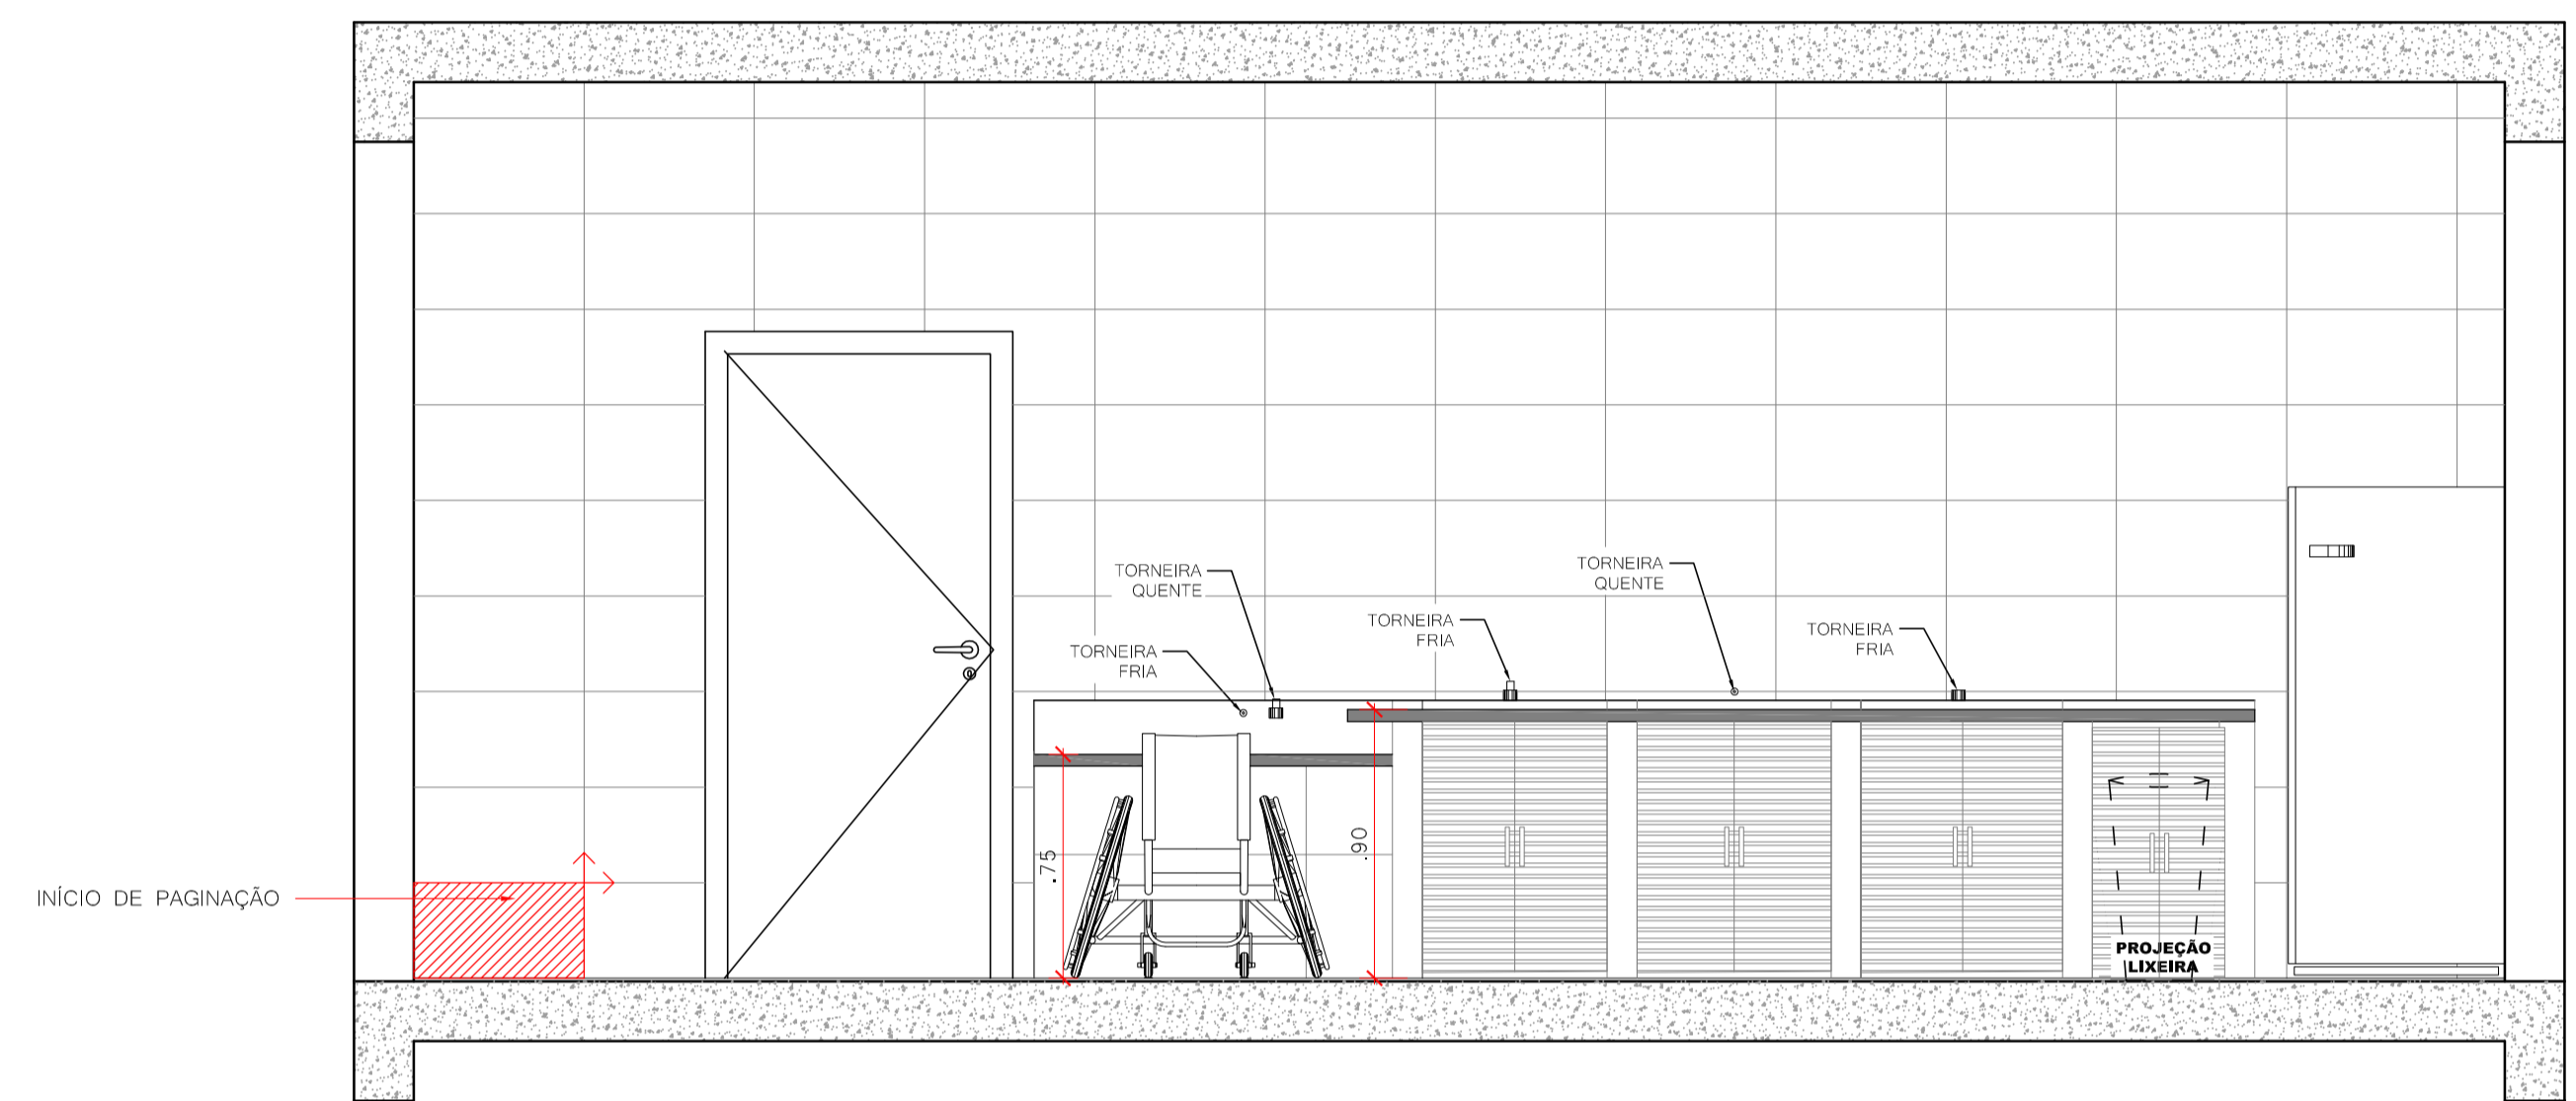 TORNEIRA
QUENTE
TORNEIRA
QUENTE
TORNEIRA
FRIA
TORNEIRA
FRIA
TORNEIRA
FRIA
.75
.90
INÍCIO DE PAGINAÇÃO
PROJEÇÃO
LIXEIRA